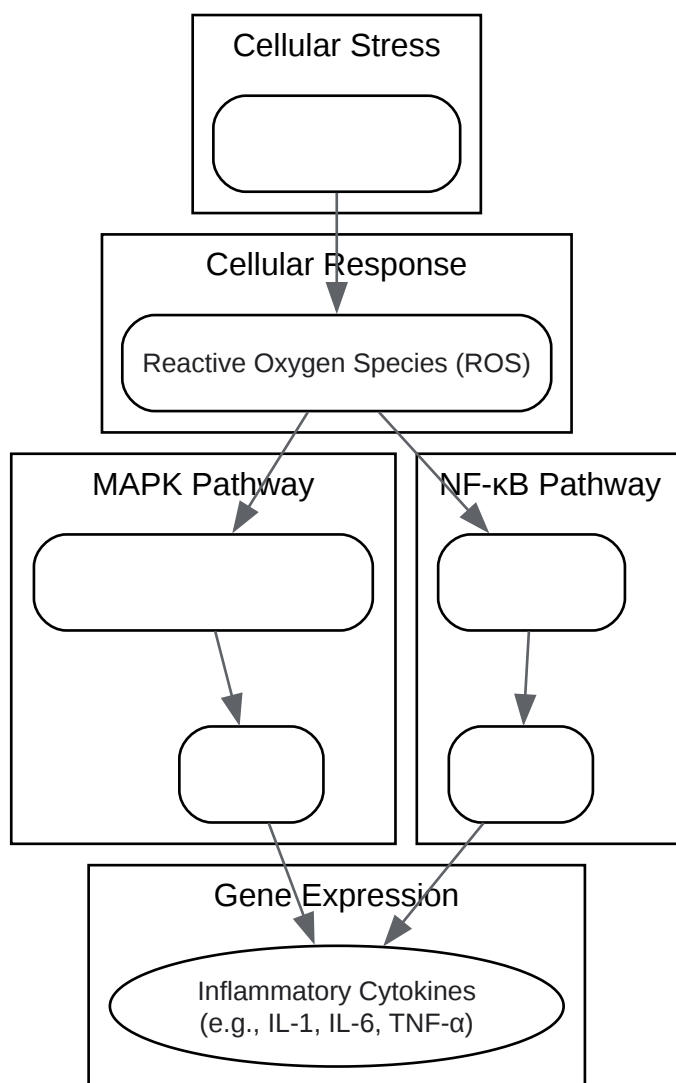 Cellular Stress
Cellular Response
Reactive Oxygen Species (ROS)
MAPK Pathway
NF-κB Pathway
Gene Expression
Inflammatory Cytokines
(e.g., IL-1, IL-6, TNF-α)